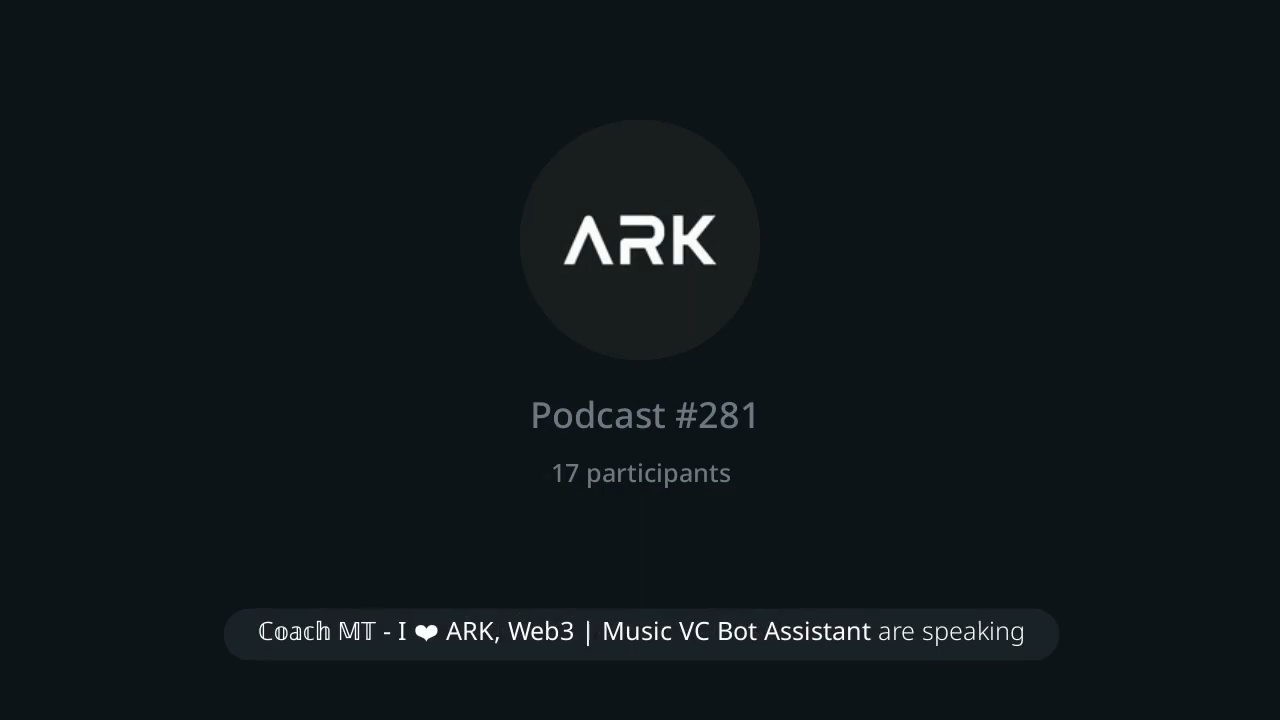 ARK
Podcast #281
17 participants
ℂ𝕠𝕒𝕔𝕙 𝕄𝕋 - I ❤ ARK, Web3 | Music VC Bot Assistant are speaking